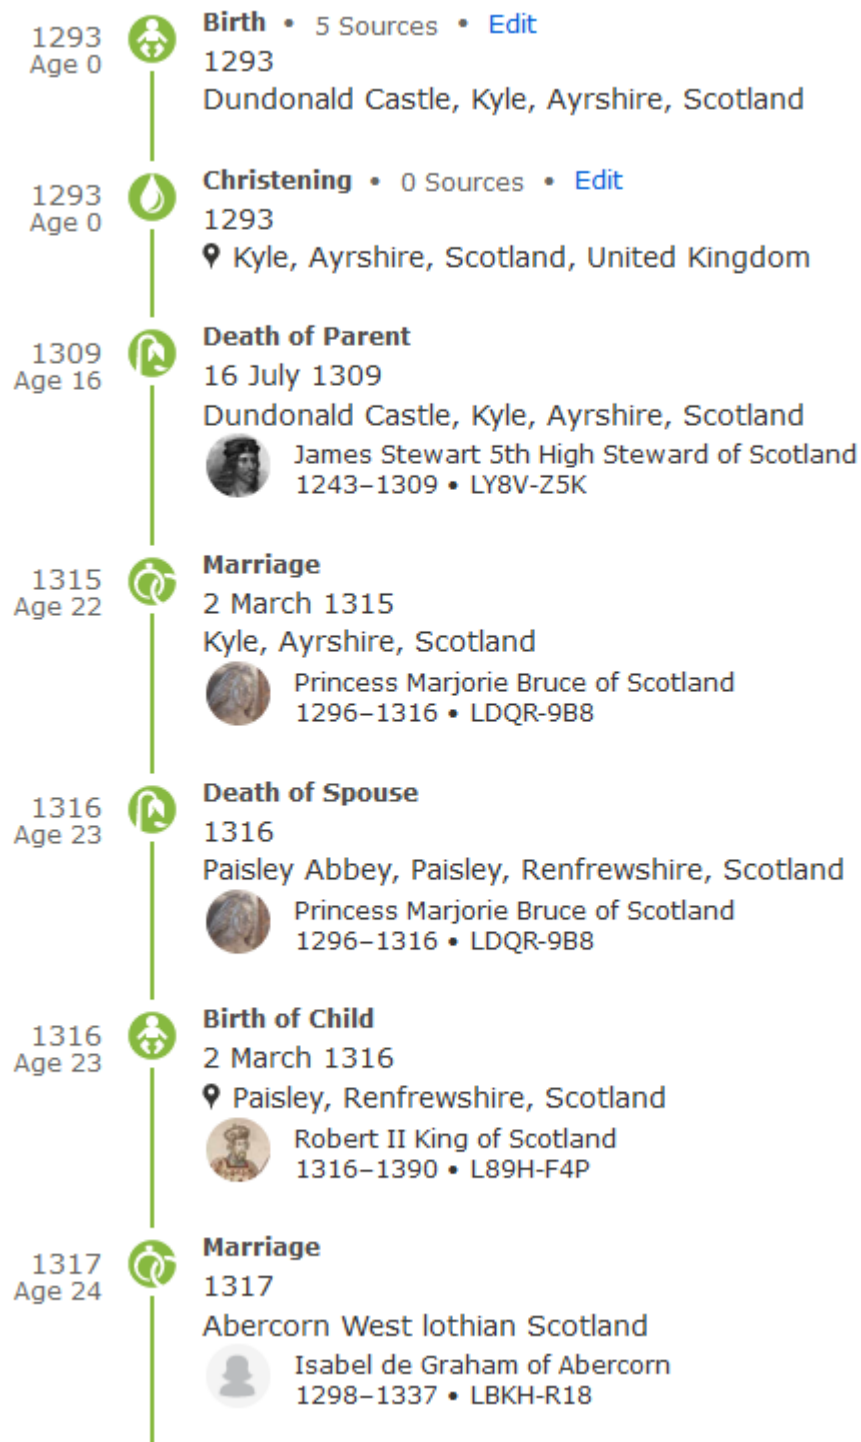 1293
Age 0
Birth • 5 Sources • Edit
1293
Dundonald Castle, Kyle, Ayrshire, Scotland
1293
Age 0
Christening • 0 Sources • Edit
1293
Kyle, Ayrshire, Scotland, United Kingdom
1309
Age 16
Death of Parent
16 July 1309
Dundonald Castle, Kyle, Ayrshire, Scotland
James Stewart 5th High Steward of Scotland
1243–1309 • LY8V-Z5K
1315
Age 22
Marriage
2 March 1315
Kyle, Ayrshire, Scotland
Princess Marjorie Bruce of Scotland
1296–1316 • LDQR-9B8
1316
Age 23
Death of Spouse
1316
Paisley Abbey, Paisley, Renfrewshire, Scotland
Princess Marjorie Bruce of Scotland
1296–1316 • LDQR-9B8
1316
Age 23
Birth of Child
2 March 1316
Paisley, Renfrewshire, Scotland
Robert II King of Scotland
1316–1390 • L89H-F4P
1317
Age 24
Marriage
1317
Abercorn West lothian Scotland
Isabel de Graham of Abercorn
1298–1337 • LBKH-R18